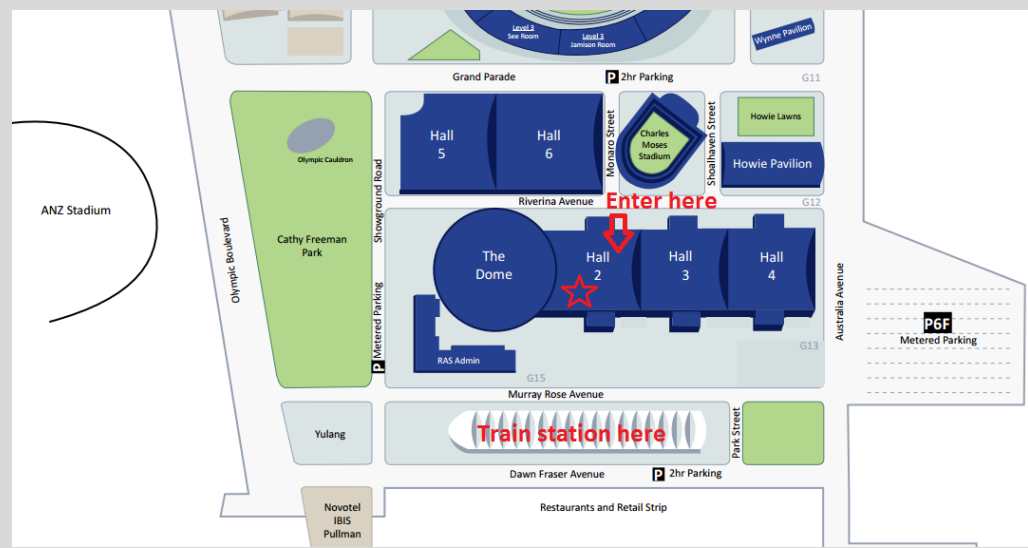 Level 3
See Room
Level 3
Jamison Room
Wynne Pavilion
Grand Parade
P 2hr Parking
G11
Hall
5
Hall
6
Monaro Street
Charles
Moses
Stadium
Shoalhaven Street
Howie Lawns
Howie Pavilion
Olympic Cauldron
Showground Road
Riverina Avenue
Enter here
G12
ANZ Stadium
Olympic Boulevard
Cathy Freeman
Park
The
Dome
Hall
2
Hall
3
Hall
4
Australia Avenue
P6F
Metered Parking
P Metered Parking
RAS Admin
G13
G15
Murray Rose Avenue
Yulang
Train station here
Park Street
Dawn Fraser Avenue
P 2hr Parking
Novotel
IBIS
Pullman
Restaurants and Retail Strip